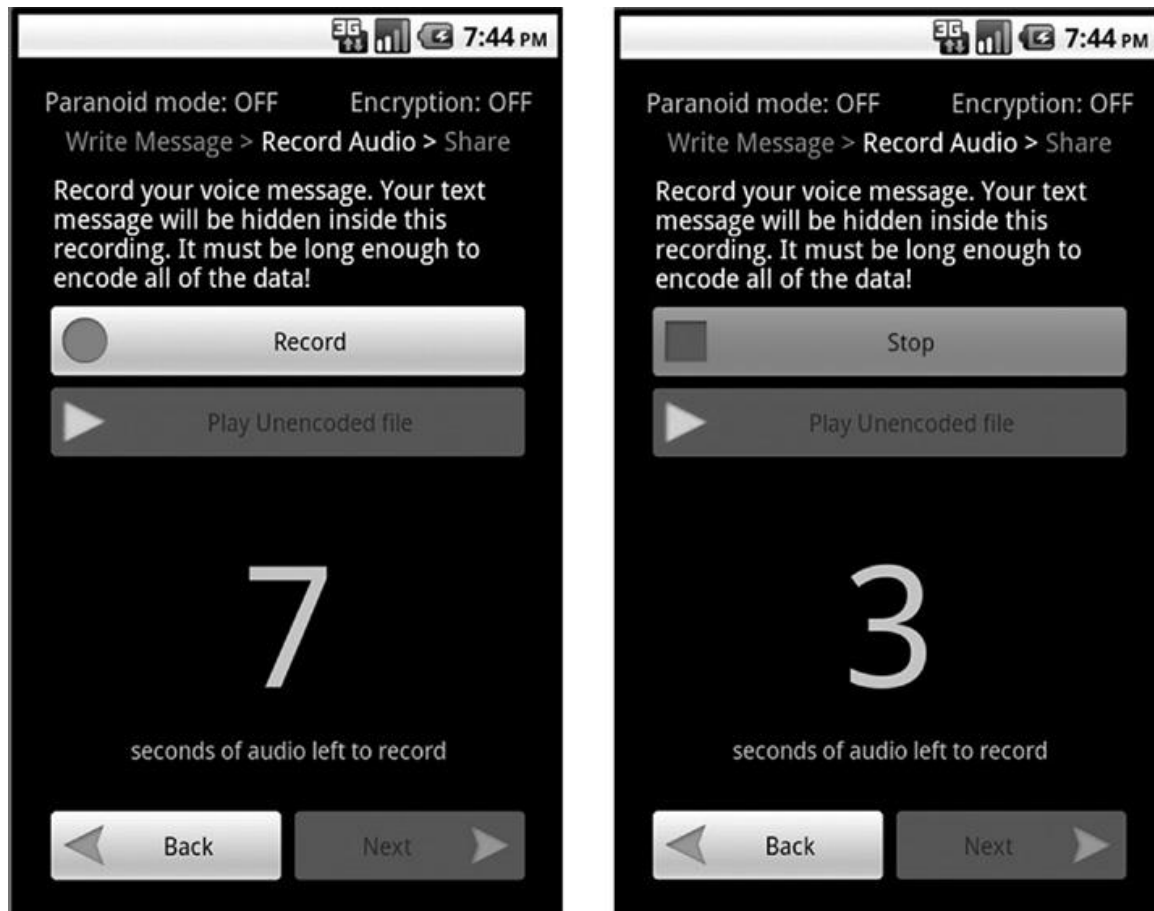 3G 7:44 PM
Paranoid mode: OFF Encryption: OFF
Write Message > Record Audio > Share
Record your voice message. Your text
message will be hidden inside this
recording. It must be long enough to
encode all of the data!
Record
Play Unencoded file
7
seconds of audio left to record
Back Next
3G 7:44 PM
Paranoid mode: OFF Encryption: OFF
Write Message > Record Audio > Share
Record your voice message. Your text
message will be hidden inside this
recording. It must be long enough to
encode all of the data!
Stop
Play Unencoded file
3
seconds of audio left to record
Back Next